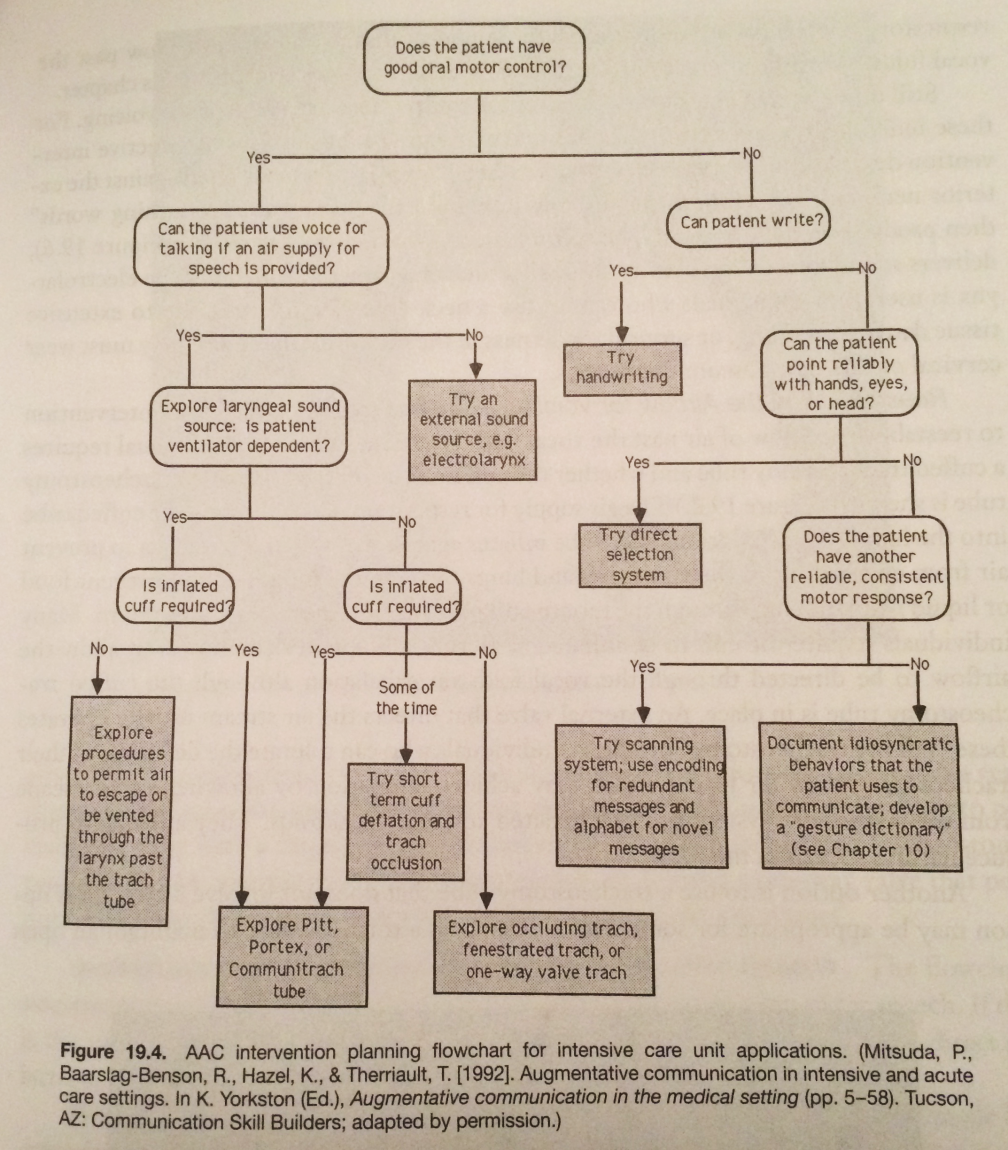 Does the patient have
good oral motor control?
Yes
No
Can the patient use voice for
talking if an air supply for
speech is provided?
Can patient write?
Yes
No
Yes
No
Try
handwriting
Can the patient
point reliably
with hands, eyes,
or head?
Explore laryngeal sound
source: is patient
ventilator dependent?
Try an
external sound
source, e.g.
electrolarynx
Yes
No
Yes
No
Try direct
selection
system
Does the patient
have another
reliable, consistent
motor response?
Is inflated
cuff required?
Is inflated
cuff required?
No
Yes
Yes
No
Some of
the time
Yes
No
Explore
procedures
to permit air
to escape or
be vented
through the
larynx past
the trach
tube
Try short
term cuff
deflation and
trach
occlusion
Try scanning
system; use encoding
for redundant
messages and
alphabet for novel
messages
Document idiosyncratic
behaviors that the
patient uses to
communicate; develop
a "gesture dictionary"
(see Chapter 10)
Explore Pitt,
Portex, or
Communitrach
tube
Explore occluding trach,
fenestrated trach, or
one-way valve trach
Figure 19.4. AAC intervention planning flowchart for intensive care unit applications. (Mitsuda, P.,
Baarslag-Benson, R., Hazel, K., & Therriault, T. [1992]. Augmentative communication in intensive and acute
care settings. In K. Yorkston (Ed.), Augmentative communication in the medical setting (pp. 5–58). Tucson,
AZ: Communication Skill Builders; adapted by permission.)